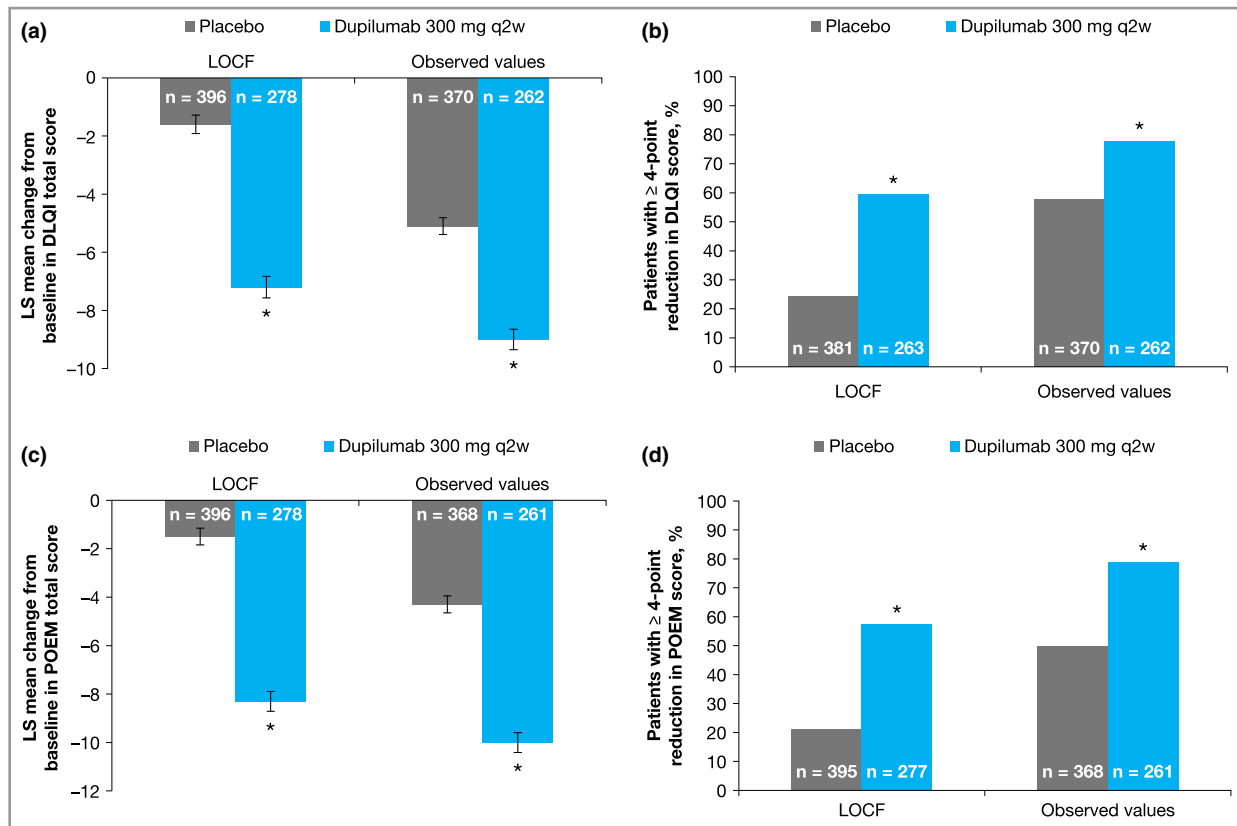 (a)
Placebo Dupilumab 300 mg q2w
LOCF Observed values
LS mean change from
baseline in DLQI total score
0
−2
−4
−6
−8
−10
n = 396 n = 278 n = 370 n = 262
*
*
(b)
Placebo Dupilumab 300 mg q2w
Patients with ≥ 4-point
reduction in DLQI score, %
100
90
80
70
60
50
40
30
20
10
0
*
*
n = 381 n = 263 n = 370 n = 262
LOCF Observed values
(c)
Placebo Dupilumab 300 mg q2w
LOCF Observed values
LS mean change from
baseline in POEM total score
0
−2
−4
−6
−8
−10
−12
n = 396 n = 278 n = 368 n = 261
*
*
(d)
Placebo Dupilumab 300 mg q2w
Patients with ≥ 4-point
reduction in POEM score, %
100
90
80
70
60
50
40
30
20
10
0
*
*
n = 395 n = 277 n = 368 n = 261
LOCF Observed values